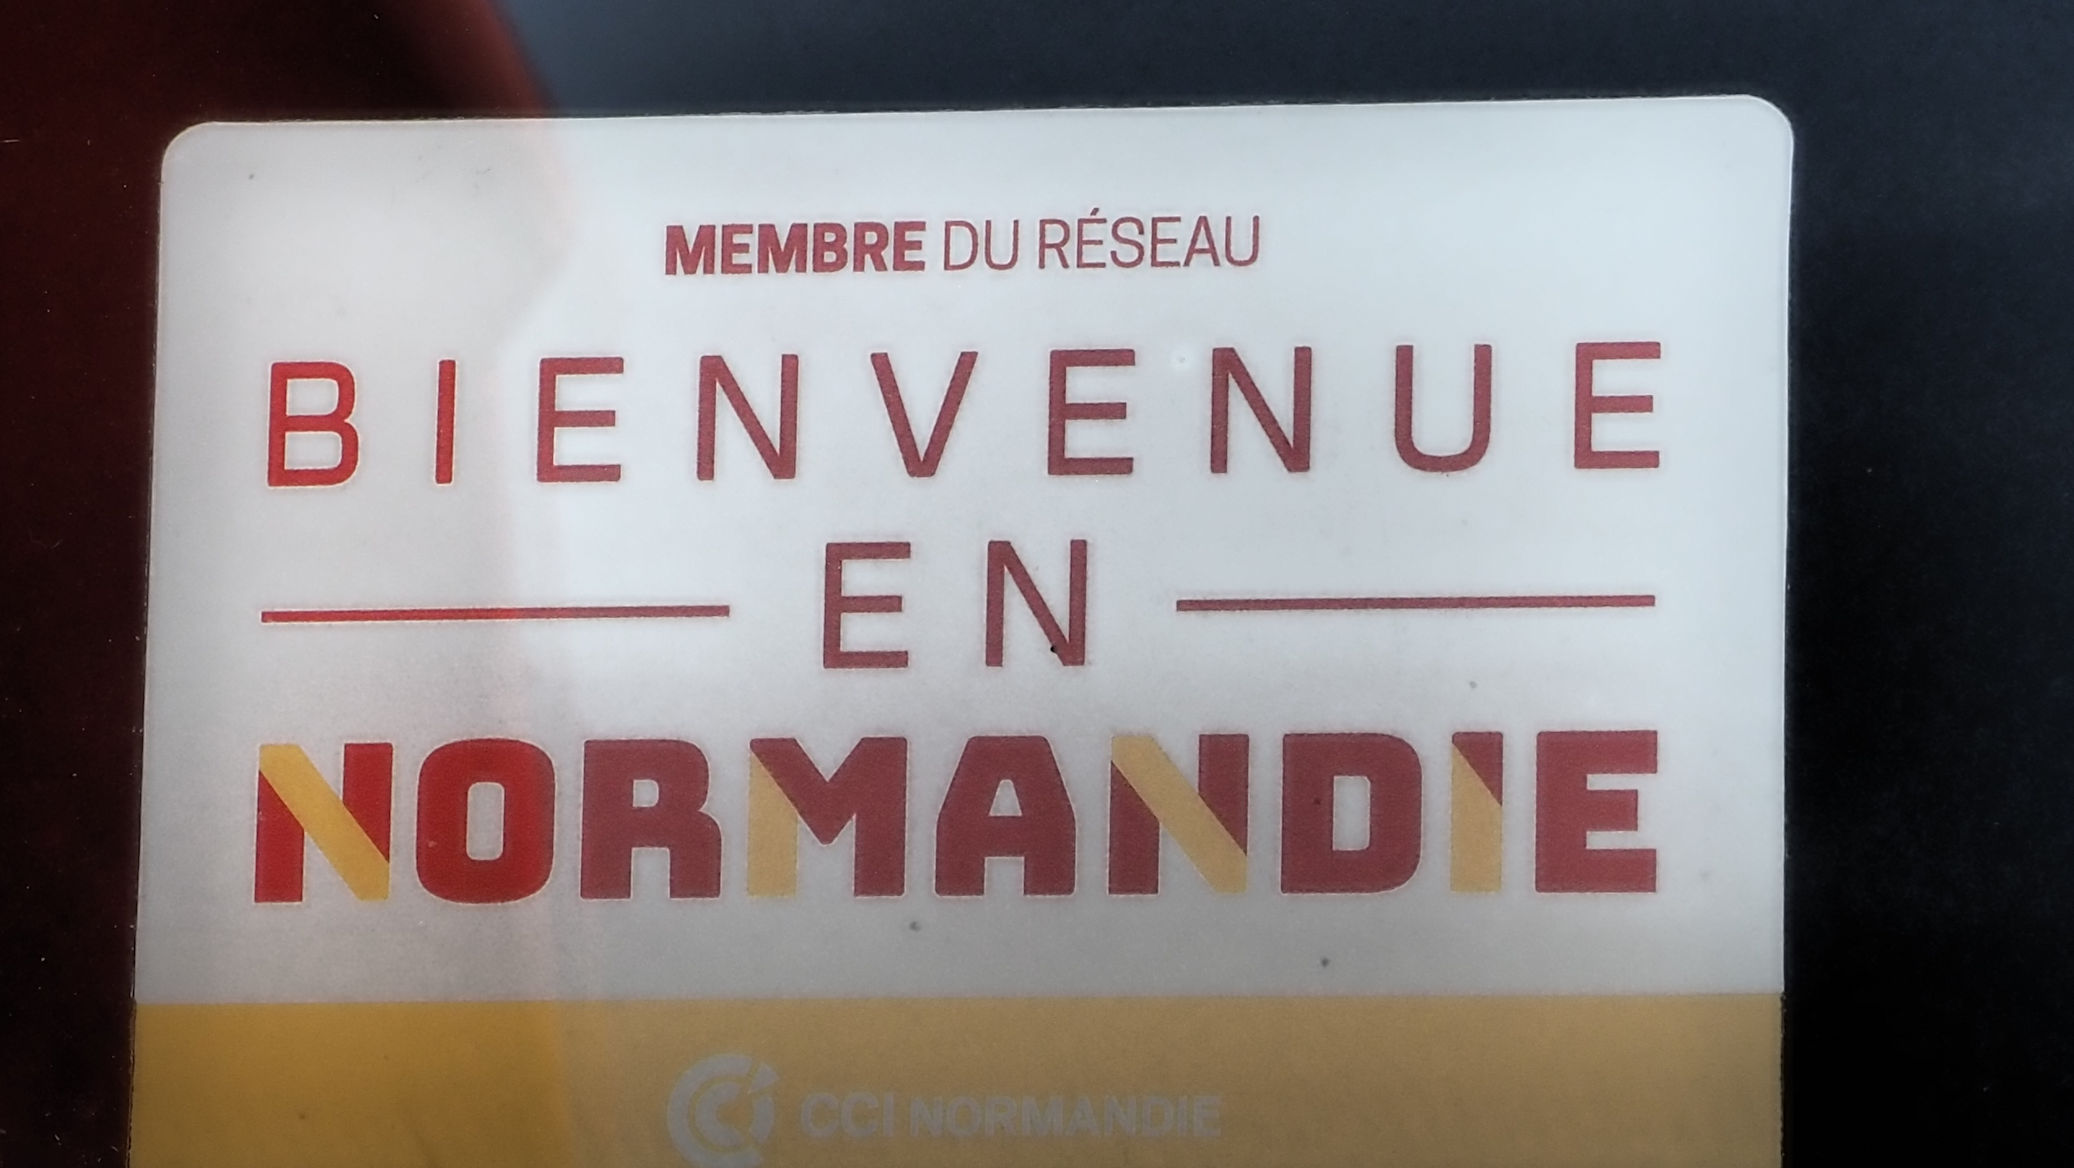 MEMBRE DU RÉSEAU
BIENVENUE
EN
NORMANDIE
CCI NORMANDIE